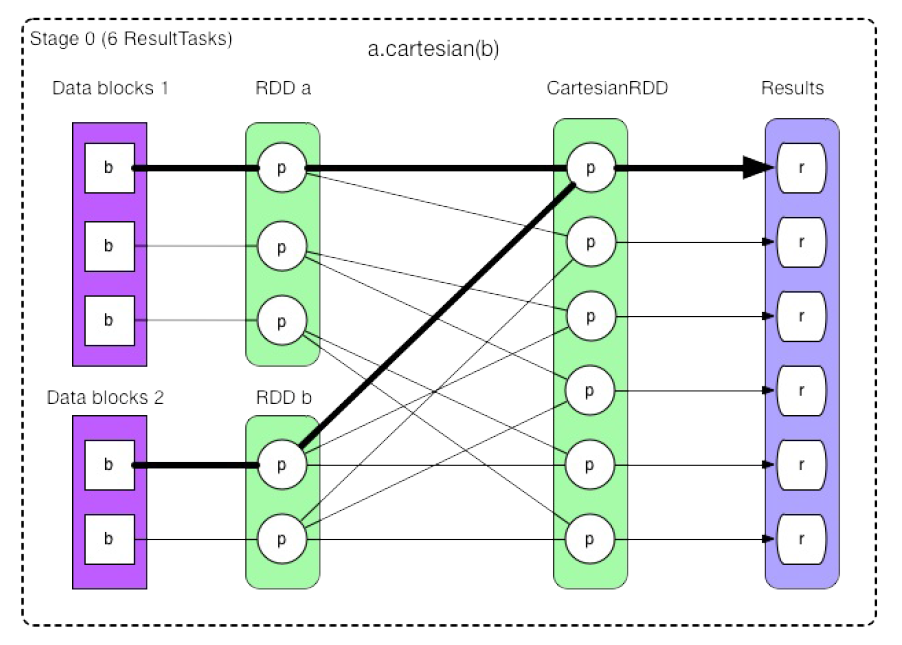 Stage 0 (6 ResultTasks)
a.cartesian(b)
Data blocks 1
RDD a
CartesianRDD
Results
b
p
p
r
b
p
p
r
b
p
p
r
Data blocks 2
RDD b
p
r
b
p
p
r
b
p
p
r